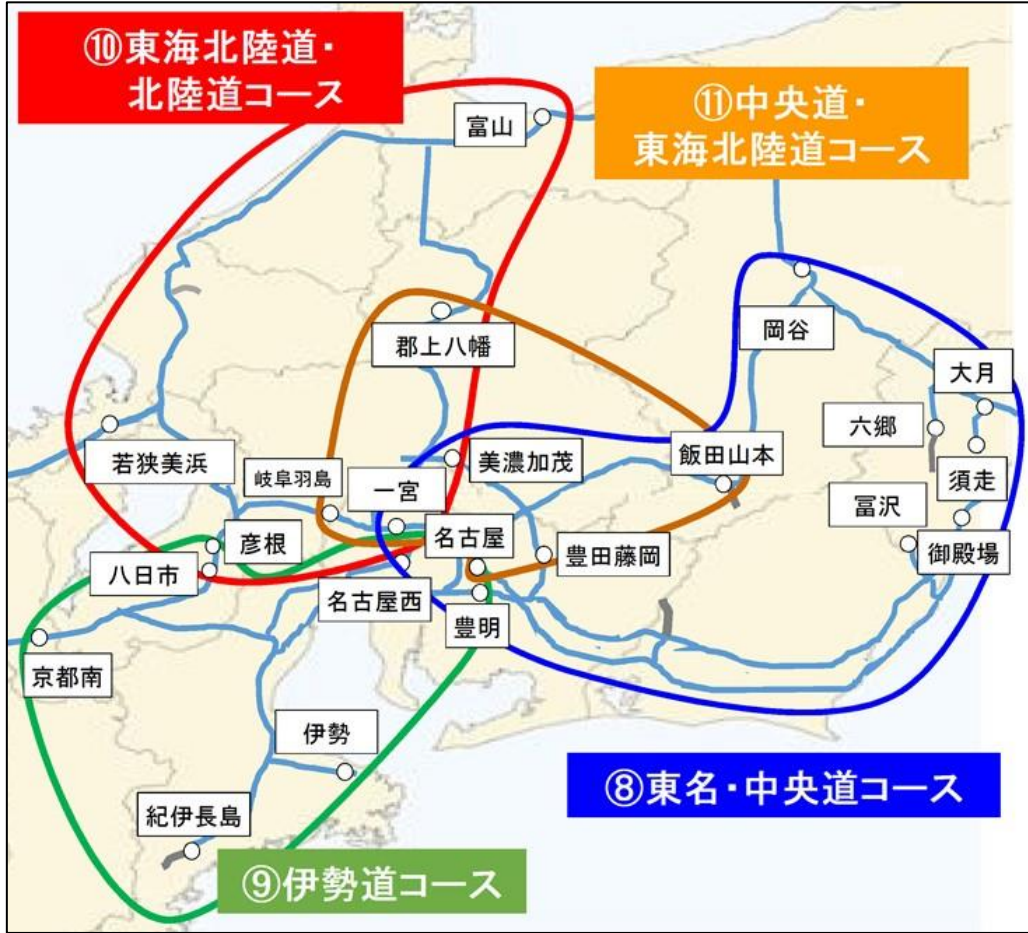 ⑩東海北陸道・
北陸道コース
⑪中央道・
東海北陸道コース
富山
岡谷
郡上八幡
大月
六郷
若狭美浜
岐阜羽島
一宮
美濃加茂
飯田山本
須走
冨沢
彦根
名古屋
豊田藤岡
御殿場
八日市
名古屋西
豊明
京都南
伊勢
⑧東名・中央道コース
紀伊長島
⑨伊勢道コース